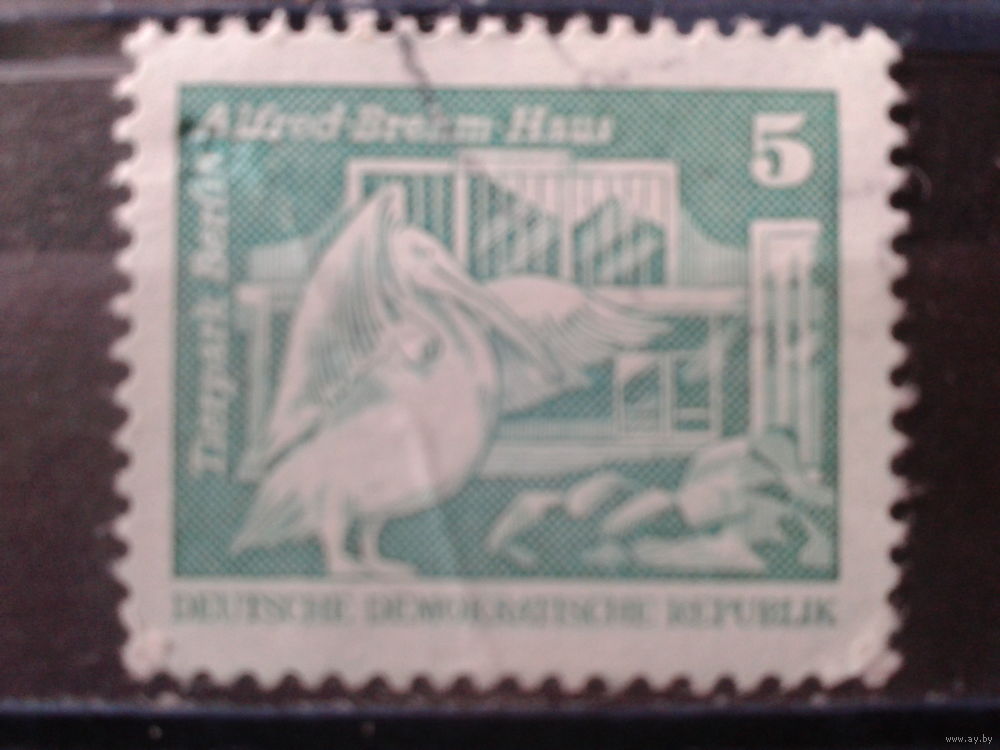 Alfred-Brehm-Haus
5
Tierpark Berlin
DEUTSCHE DEMOKRATISCHE REPUBLIK
www.ay.by